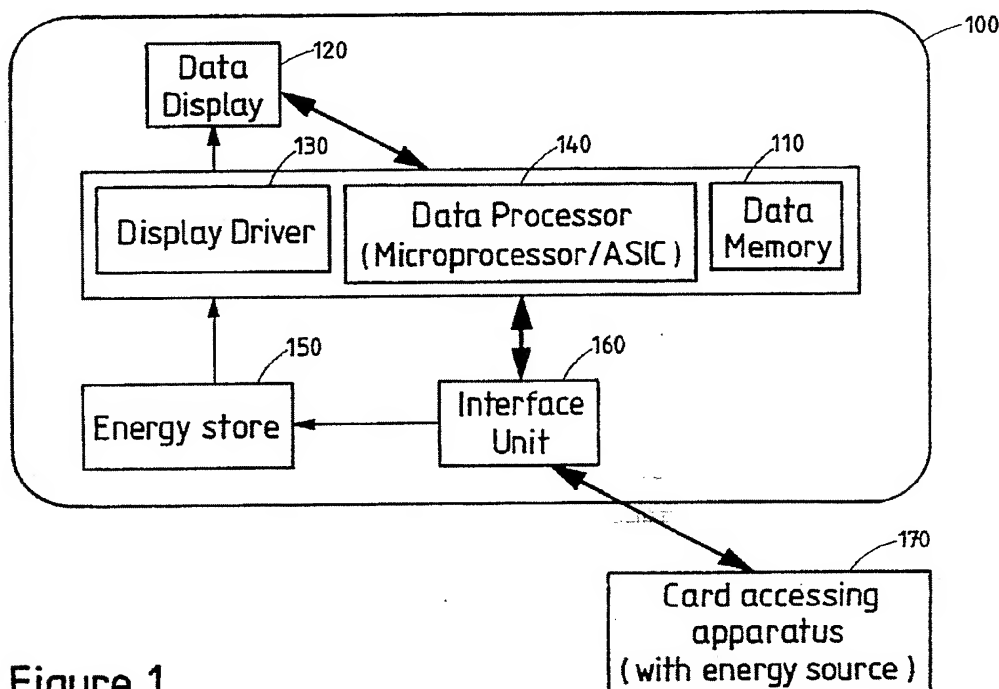 100
120
Data
Display
130
140
110
Display Driver
Data Processor
(Microprocessor/ASIC)
Data
Memory
150
160
Energy store
Interface
Unit
170
Card accessing
apparatus
(with energy source)
Figure 1